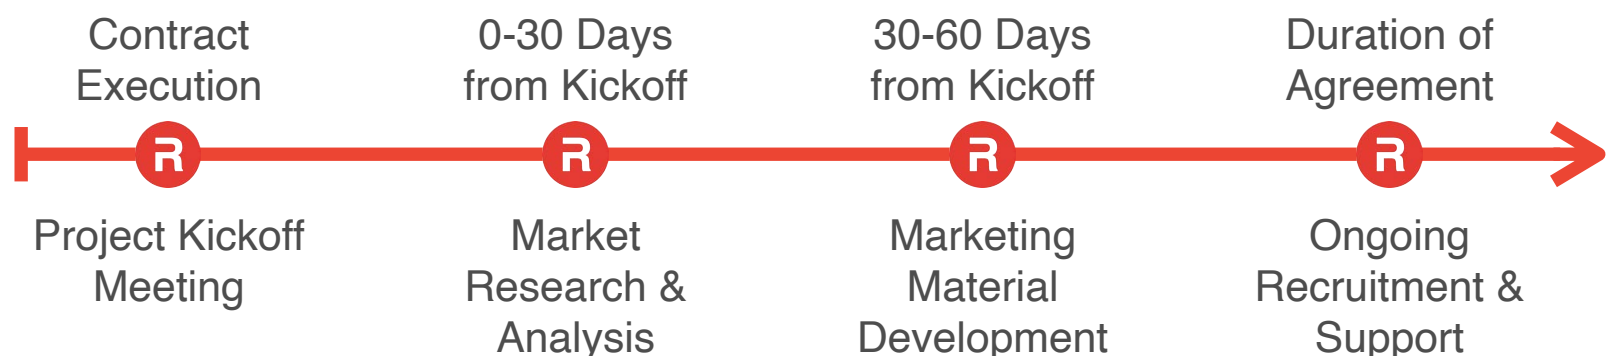 Contract
Execution
0-30 Days
from Kickoff
30-60 Days
from Kickoff
Duration of
Agreement
R
R
R
R
Project Kickoff
Meeting
Market
Research &
Analysis
Marketing
Material
Development
Ongoing
Recruitment &
Support